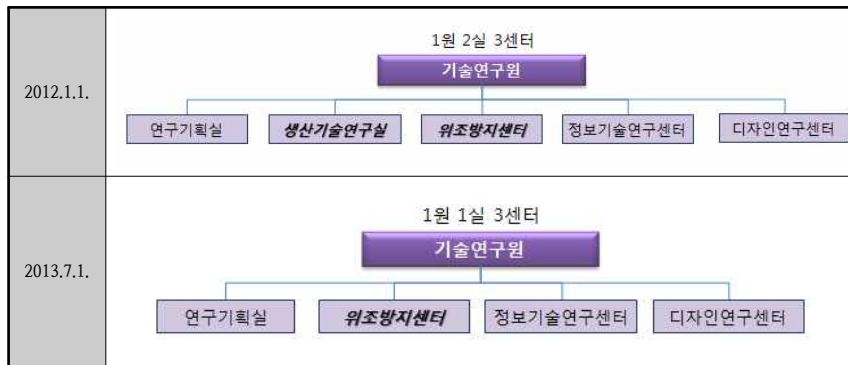 2012.1.1.
1원 2실 3센터
기술연구원
연구기획실 생산기술연구실 위조방지센터 정보기술연구센터 디자인연구센터
2013.7.1.
1원 1실 3센터
기술연구원
연구기획실 위조방지센터 정보기술연구센터 디자인연구센터